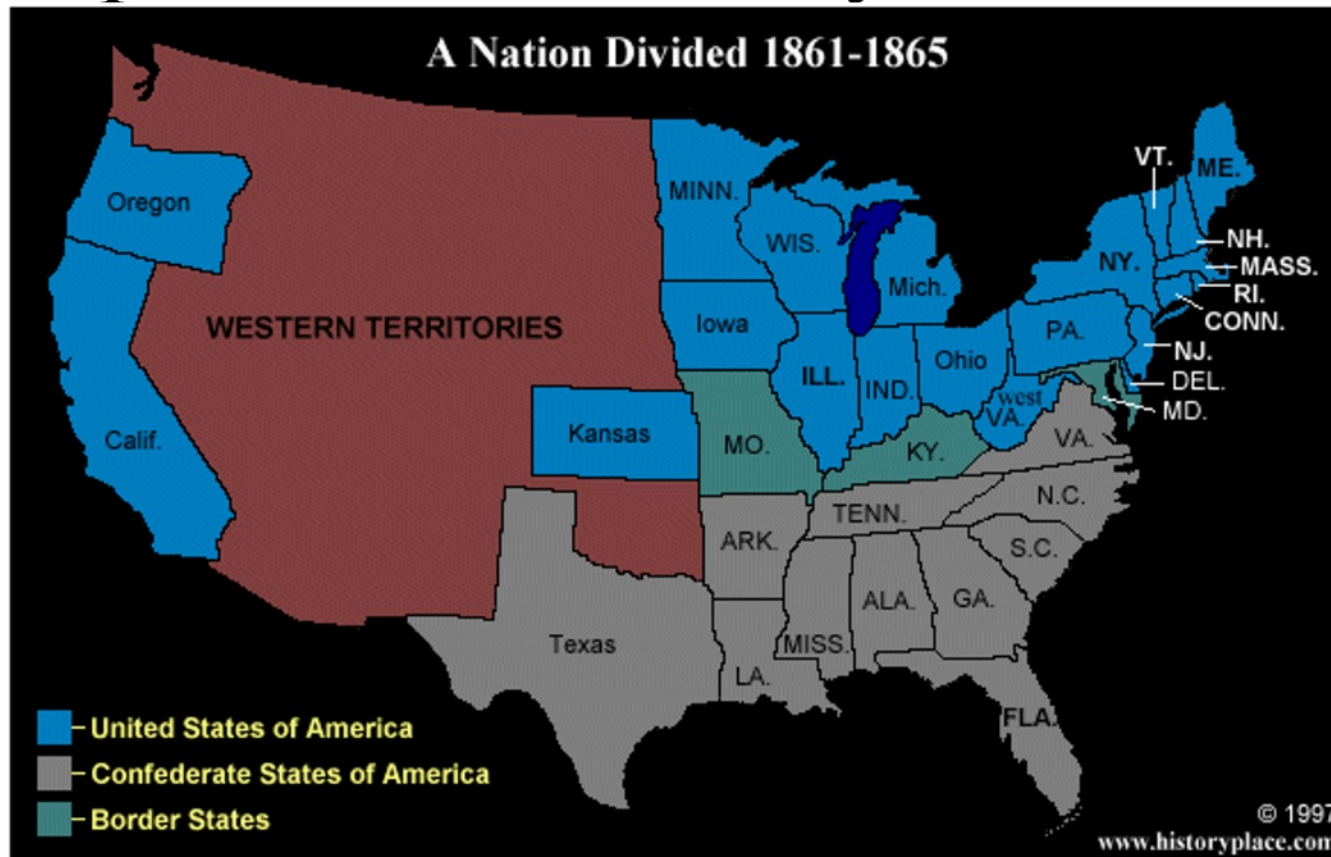 A Nation Divided 1861-1865
VT.
ME.
Oregon
MINN.
WIS.
Mich.
NY.
NH.
MASS.
RI.
CONN.
WESTERN TERRITORIES
Iowa
ILL.
IND.
Ohio
PA.
NJ.
DEL.
MD.
Calif.
Kansas
MO.
KY.
west
VA.
VA.
N.C.
TENN.
ARK.
S.C.
MISS.
ALA.
GA.
Texas
LA.
FLA.
United States of America
Confederate States of America
Border States
© 1997
www.historyplace.com